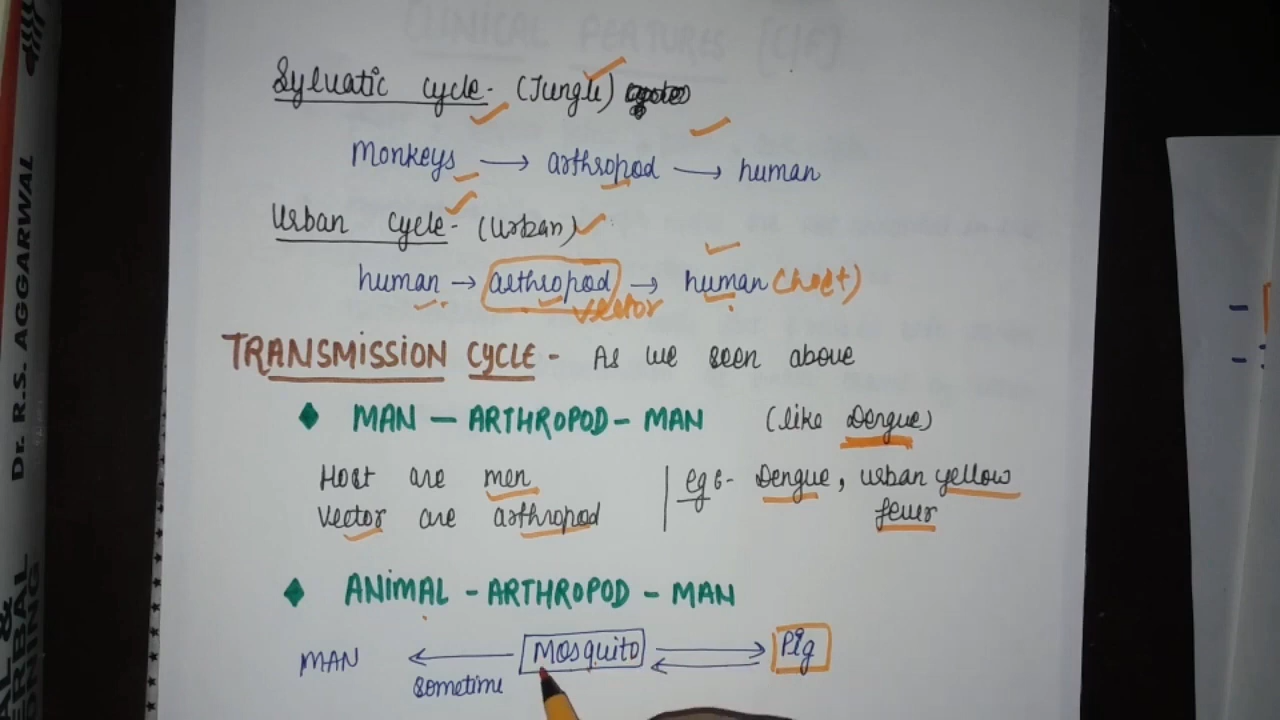 CLINICAL FEATURES (C/F)
Sylvatic cycle - (Jungle)
Monkeys → arthropod → human
Urban cycle - (Urban)
human → arthropod → human (host)
vector
TRANSMISSION CYCLE - As we seen above
♦ MAN - ARTHROPOD - MAN (like Dengue)
Host are men
Vector are arthropod
eg:- Dengue, urban yellow
fever
♦ ANIMAL - ARTHROPOD - MAN
MAN ← Mosquito ⇄ Pig
sometime
Dr. R.S. AGGARWAL